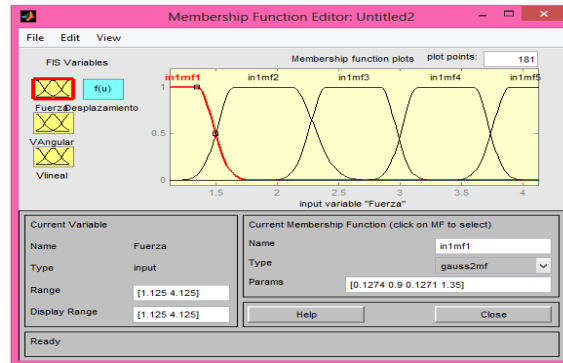 Membership Function Editor: Untitled2
File Edit View
FIS Variables
Membership function plots plot points: 181
f(u)
Fuerza Desplazamiento
VAngular
Vlineal
in1mf1 in1mf2 in1mf3 in1mf4 in1mf5
1
0.5
0
1.5 2 2.5 3 3.5 4
input variable "Fuerza"
Current Variable
Name Fuerza
Type input
Range [1.125 4.125]
Display Range [1.125 4.125]
Current Membership Function (click on MF to select)
Name in1mf1
Type gauss2mf
Params [0.1274 0.9 0.1271 1.35]
Help Close
Ready